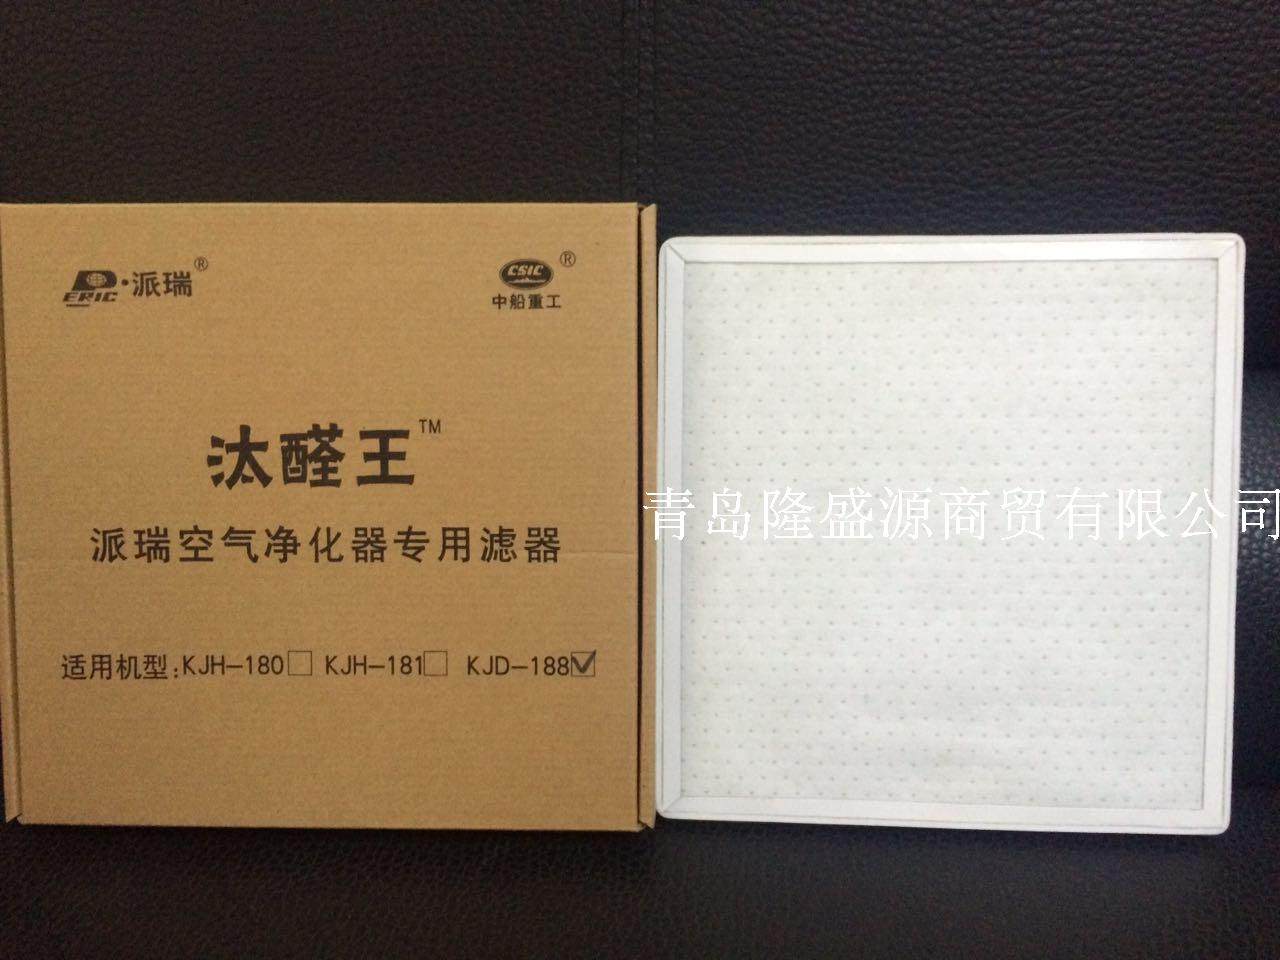 PERIC·派瑞®
CSIC®
中船重工
汰醛王™
派瑞空气净化器专用滤器
适用机型:KJH-180□ KJH-181□ KJD-188☑
青岛隆盛源商贸有限公司